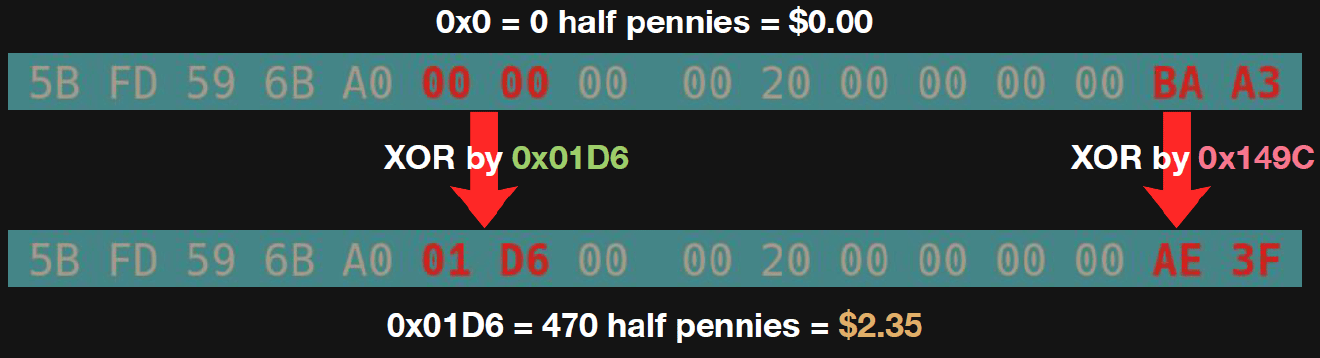 0x0 = 0 half pennies = $0.00
5B FD 59 6B A0 00 00 00 00 20 00 00 00 00 BA A3
XOR by 0x01D6 XOR by 0x149C
5B FD 59 6B A0 01 D6 00 00 20 00 00 00 00 AE 3F
0x01D6 = 470 half pennies = $2.35